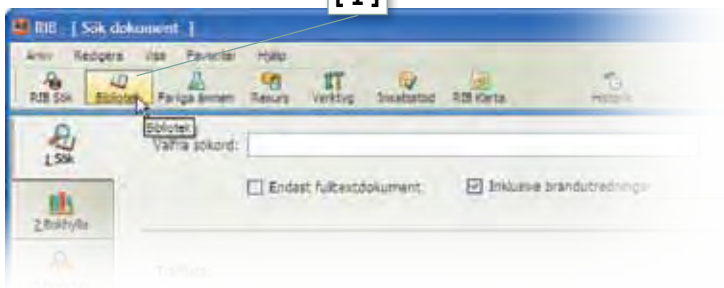 [ 1 ]
RIB - [ Sök dokument ]
Arkiv Redigera Visa Favoriter Hjälp
RIB Sök Bibliotek Farliga ämnen Resurs Verktyg Insatsstöd RIB Karta Historik
Bibliotek
1.Sök
Valfria sökord:
Endast fulltextdokument
Inklusive brandutredningar
2.Bokhylla
Träfflista: